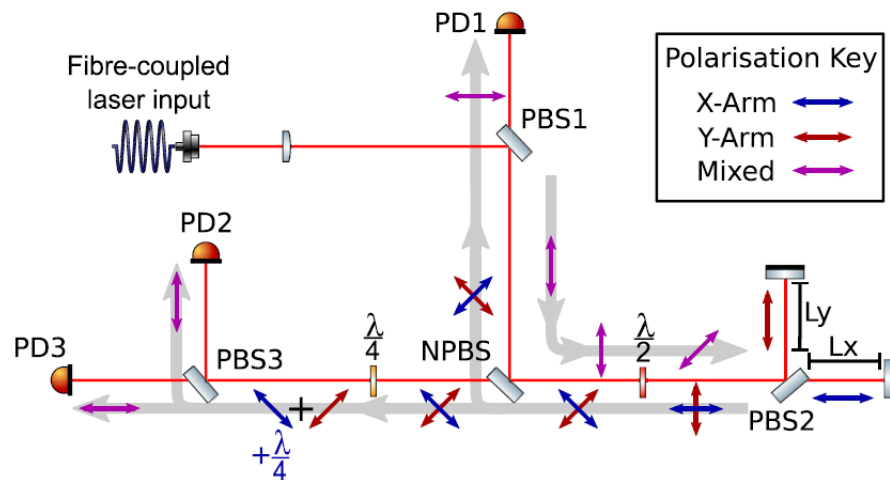 PD1
Fibre-coupled
laser input
PBS1
Polarisation Key
X-Arm
Y-Arm
Mixed
PD2
PD3
PBS3
λ
4
NPBS
λ
2
Ly
Lx
PBS2
+
+λ
4